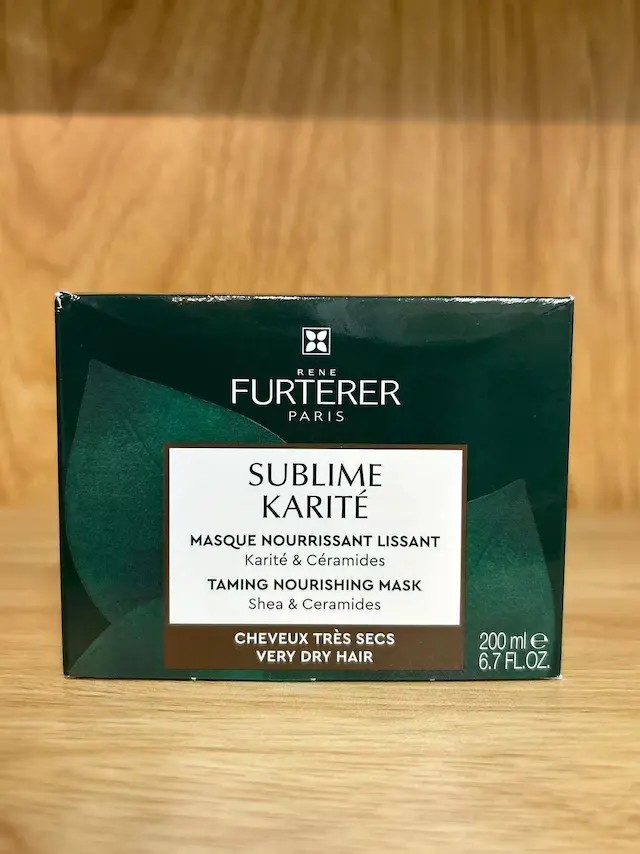 RENE
FURTERER
PARIS
SUBLIME
KARITÉ
MASQUE NOURRISSANT LISSANT
Karité & Céramides
TAMING NOURISHING MASK
Shea & Ceramides
CHEVEUX TRÈS SECS
VERY DRY HAIR
200 ml ℮
6.7 FL.OZ.